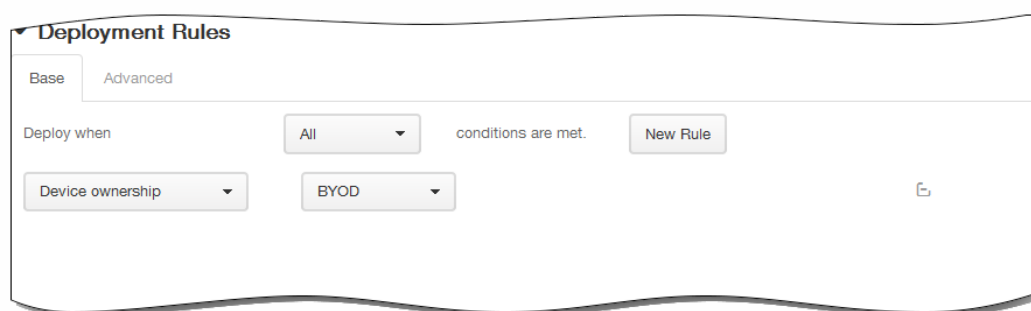 Deployment Rules
Base Advanced
Deploy when All conditions are met. New Rule
Device ownership BYOD